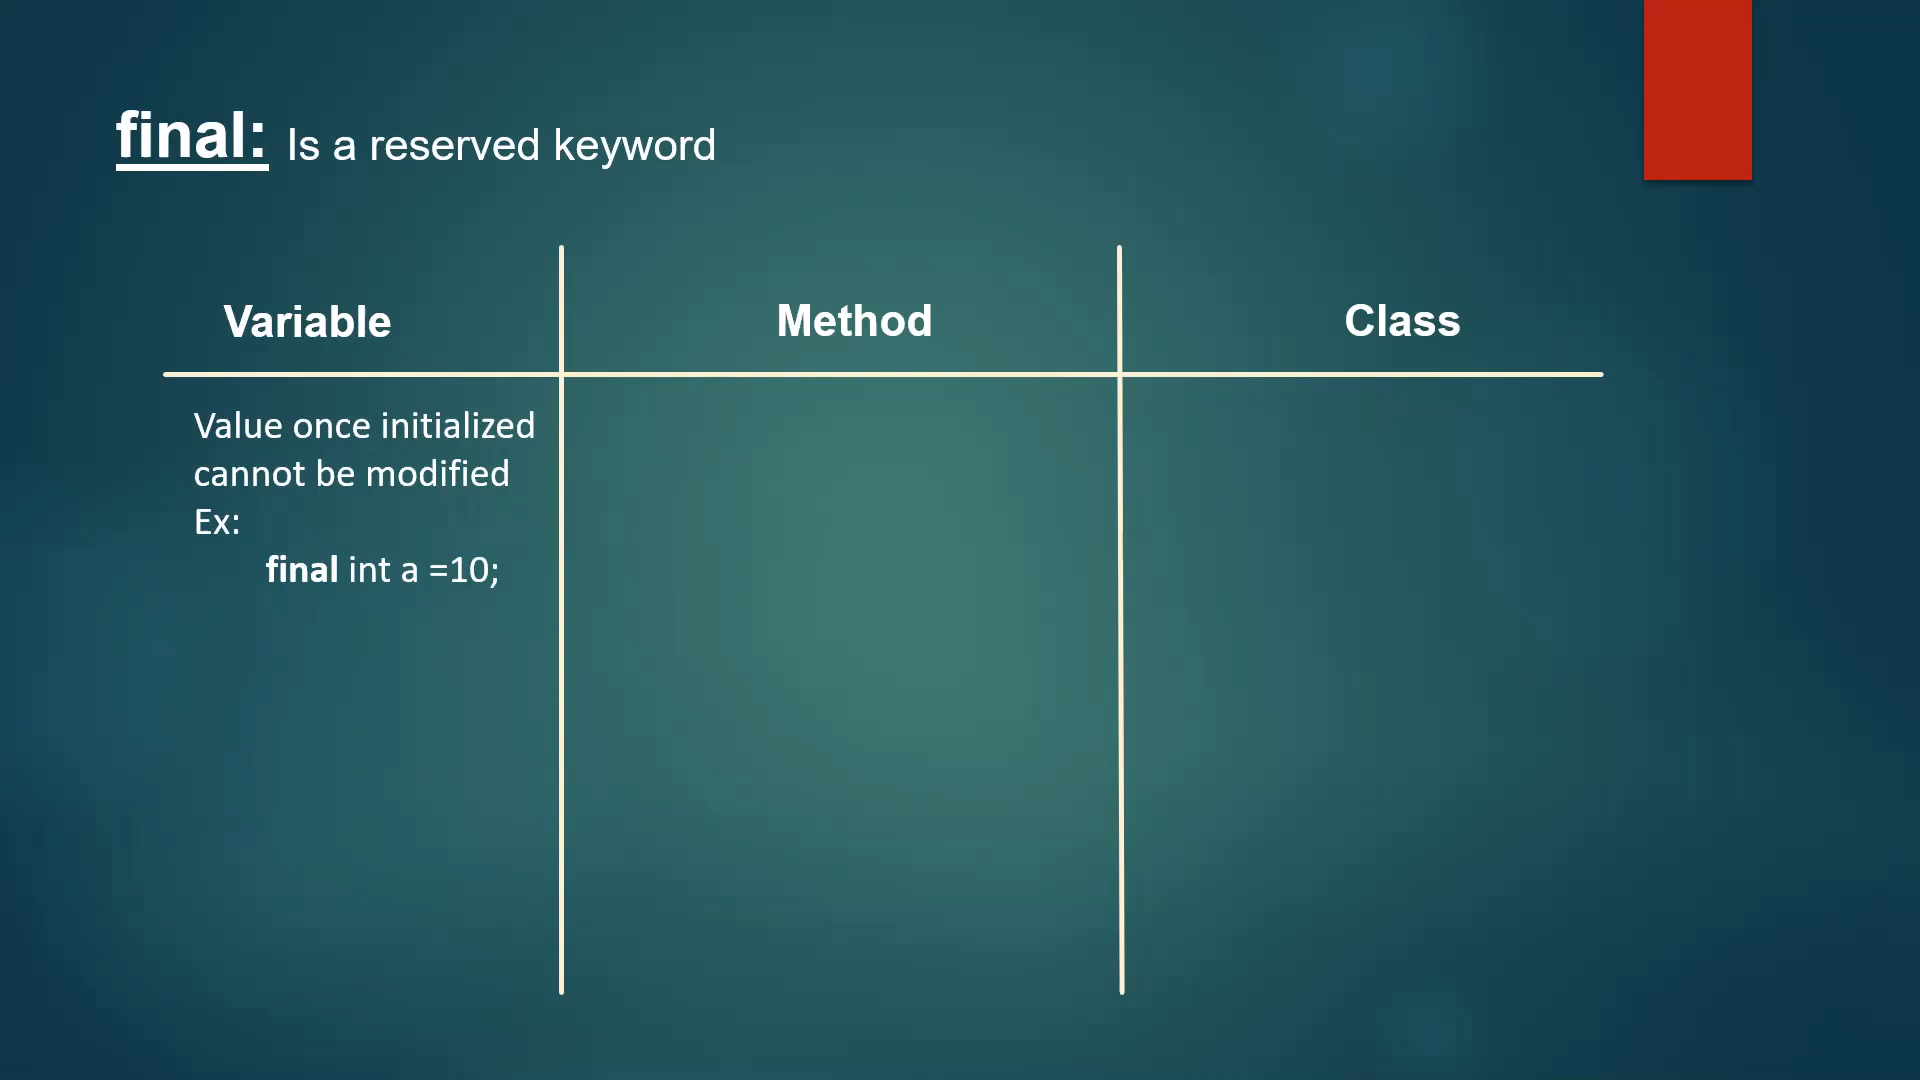 final: Is a reserved keyword
Variable
Method
Class
Value once initialized
cannot be modified
Ex:
final int a =10;